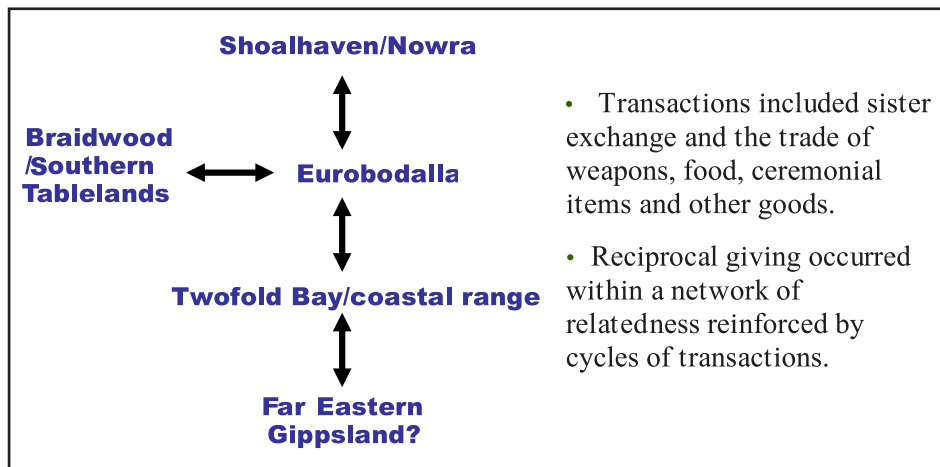 Shoalhaven/Nowra
Braidwood
/Southern
Tablelands
Eurobodalla
Twofold Bay/coastal range
Far Eastern
Gippsland?
• Transactions included sister
exchange and the trade of
weapons, food, ceremonial
items and other goods.
• Reciprocal giving occurred
within a network of
relatedness reinforced by
cycles of transactions.